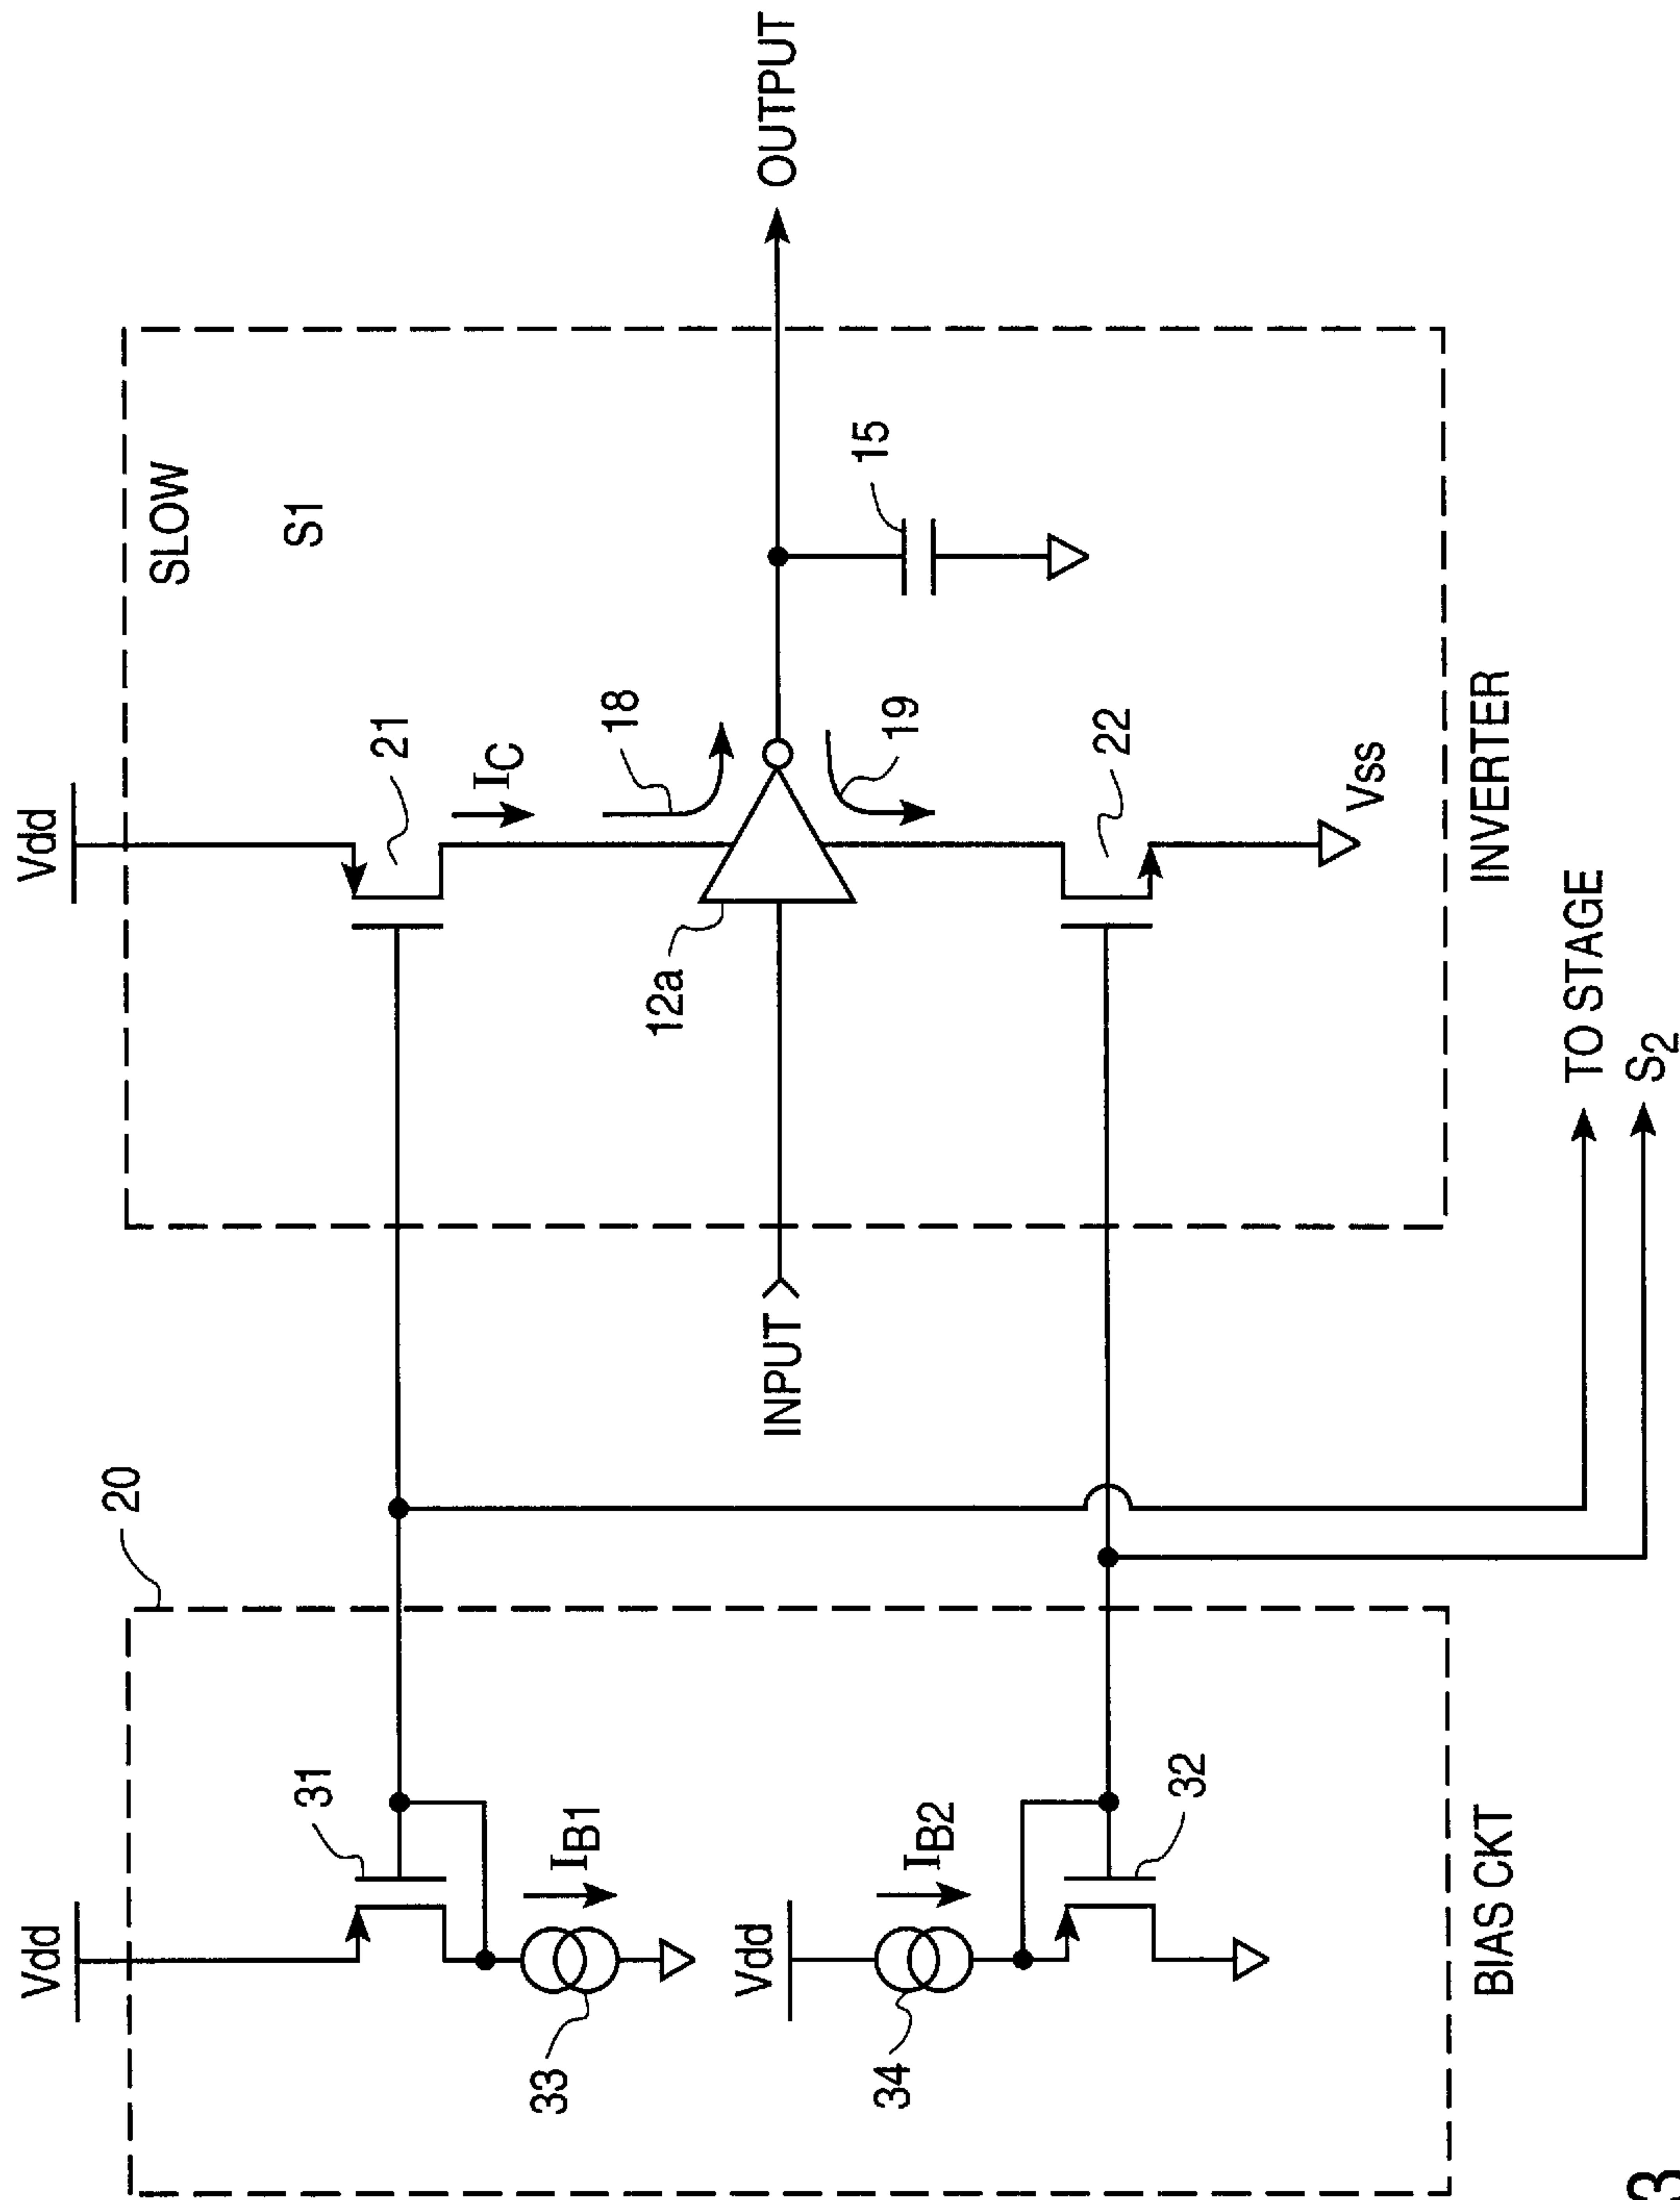 Vdd
SLOW
S1
21
IC
18
12a
OUTPUT
15
19
22
Vss
INPUT
INVERTER
TO STAGE
S2
20
Vdd
31
IB1
33
Vdd
34
IB2
32
BIAS CKT
3